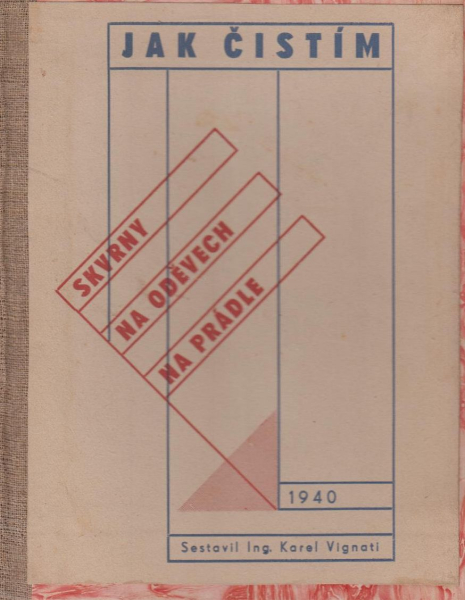 JAK ČISTÍM
SKVRNY
NA ODĚVECH
NA PRÁDLE
1940
Sestavil Ing. Karel Vignati